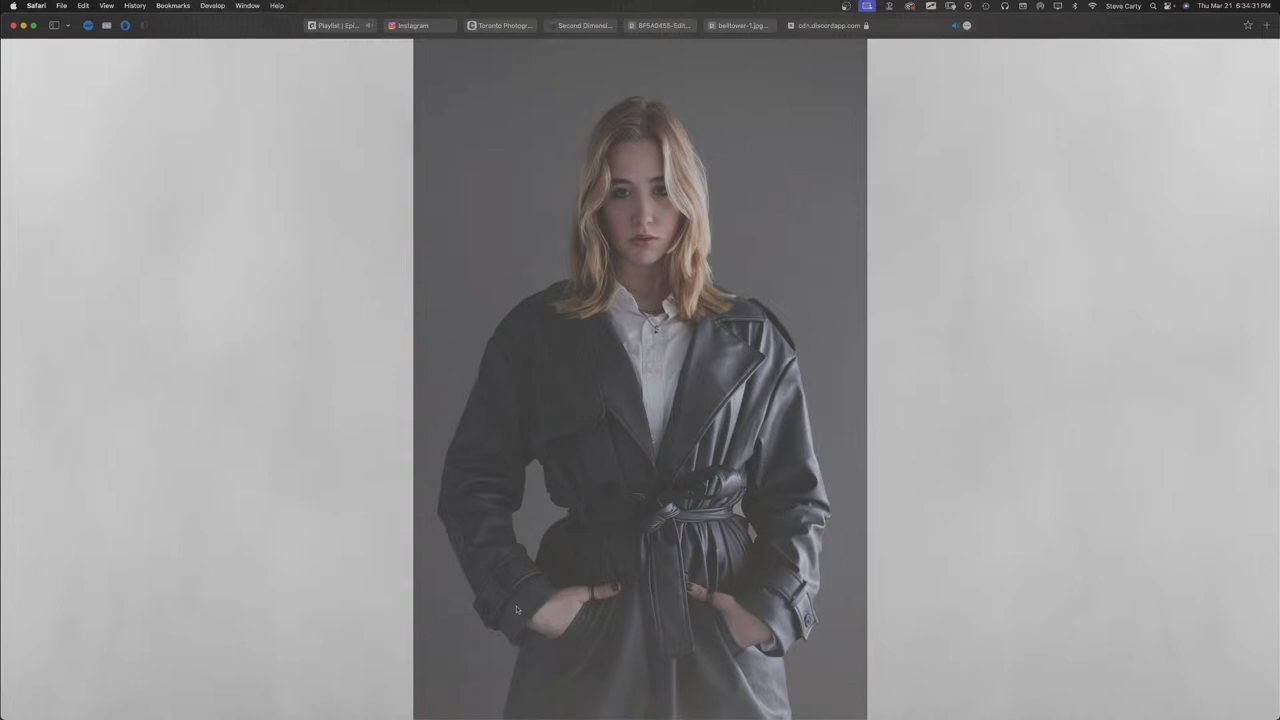 Safari File Edit View History Bookmarks Develop Window Help Steve Carty Thu Mar 21 6:34:31 PM
Playlist | Epi... Instagram Toronto Photogr... Second Dimensi... BF5A0455-Edit... belltower-1.jpg... cdn.discordapp.com